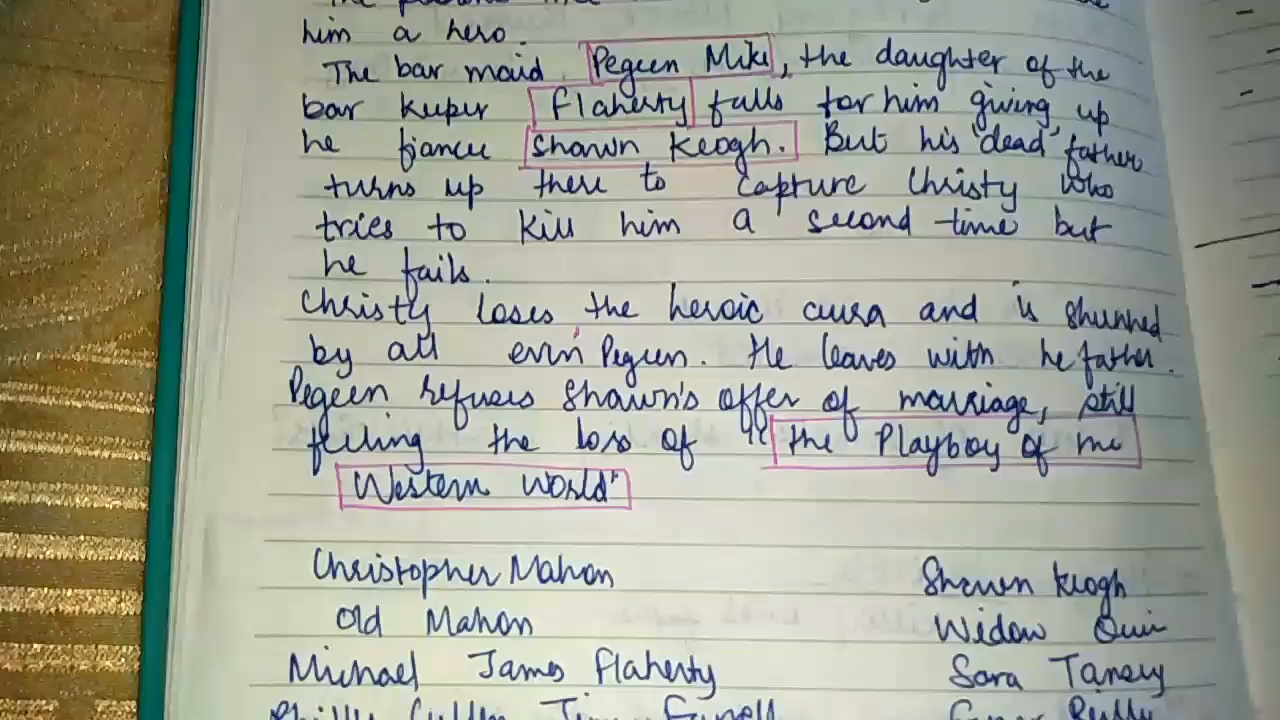 him a hero.
The bar maid Pegeen Mike, the daughter of the
bar keeper Flaherty falls for him giving up
he fiance Shawn Keogh. But his 'dead' father
turns up there to capture Christy who
tries to kill him a second time but
he fails.
Christy loses the heroic aura and is shunned
by all even Pegeen. He leaves with he father.
Pegeen refuses Shawn's offer of marriage, still
feeling the loss of "the Playboy of the
Western World"
Christopher Mahon Shawn Keogh
Old Mahon Widow Quin
Michael James Flaherty Sara Tansey
Philly Cullen Jimmy Farrell